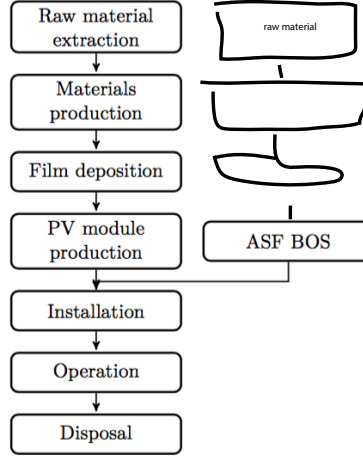 Raw material
extraction
raw material
Materials
production
Film deposition
PV module
production
ASF BOS
Installation
Operation
Disposal